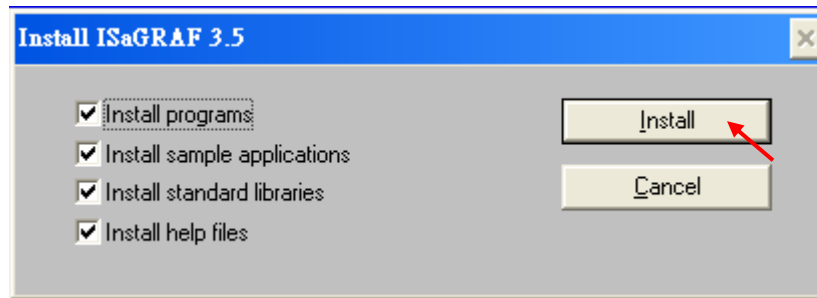 Install ISaGRAF 3.5
Install programs
Install sample applications
Install standard libraries
Install help files
Install
Cancel